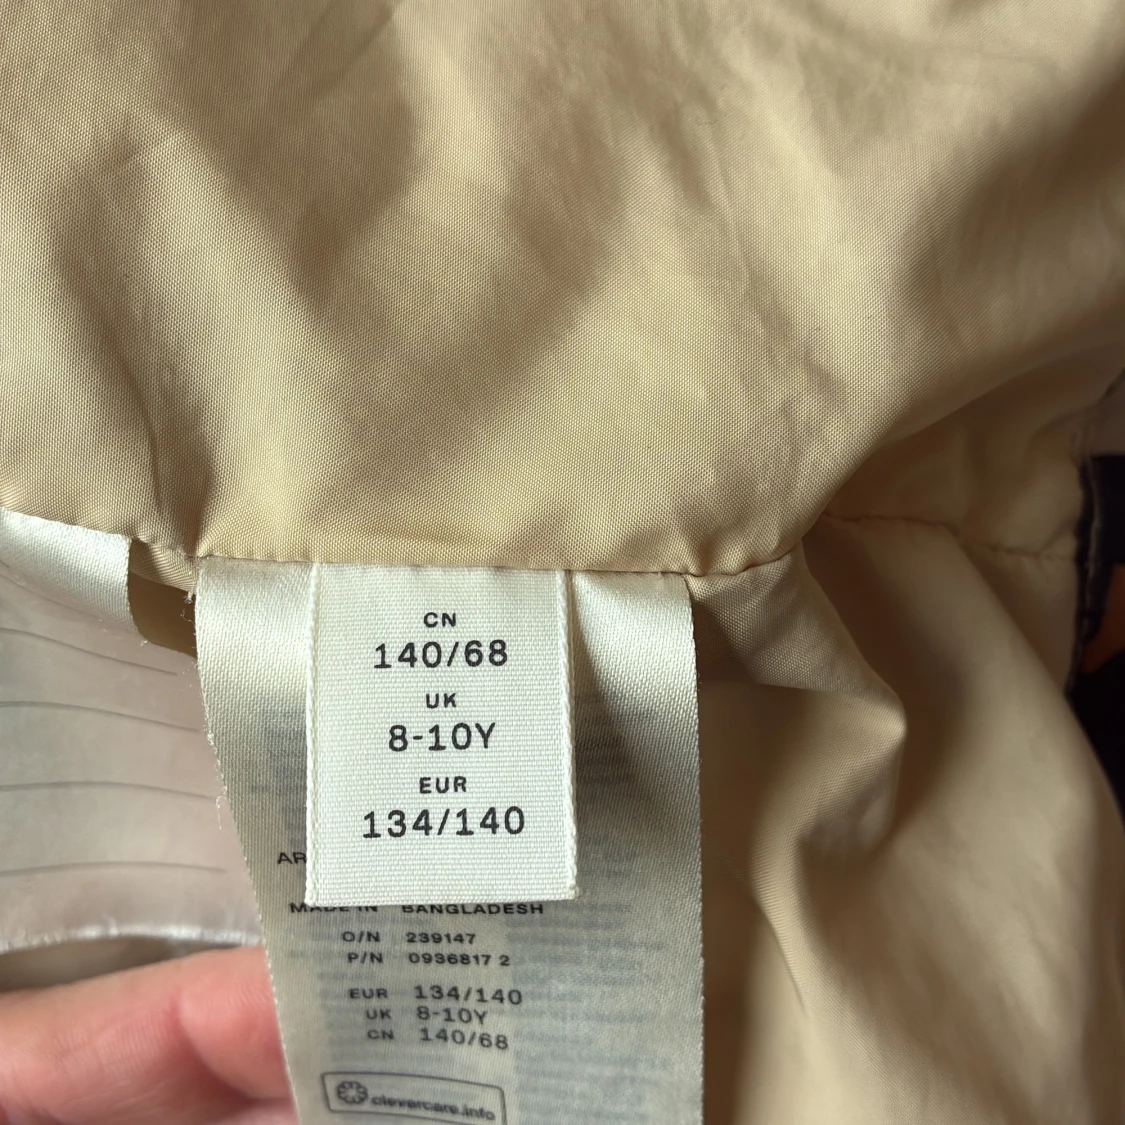 CN
140/68
UK
8-10Y
EUR
134/140
AR
MADE IN BANGLADESH
O/N 239147
P/N 0936817 2
EUR 134/140
UK 8-10Y
CN 140/68
clevercare.info